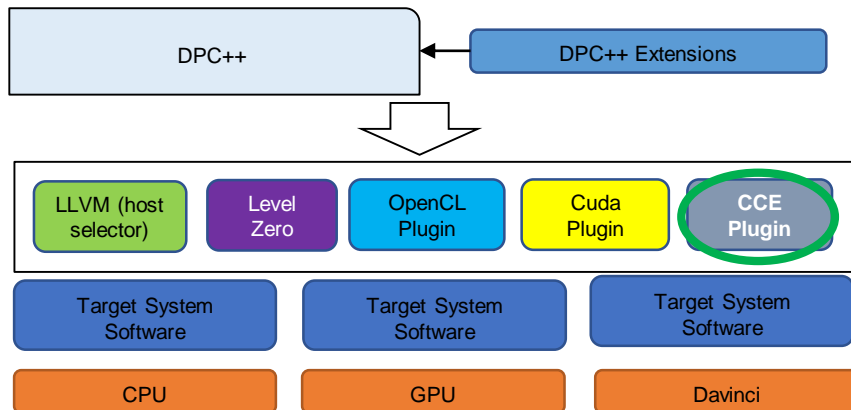 DPC++
DPC++ Extensions
LLVM (host
selector)
Level
Zero
OpenCL
Plugin
Cuda
Plugin
CCE
Plugin
Target System
Software
Target System
Software
Target System
Software
CPU
GPU
Davinci